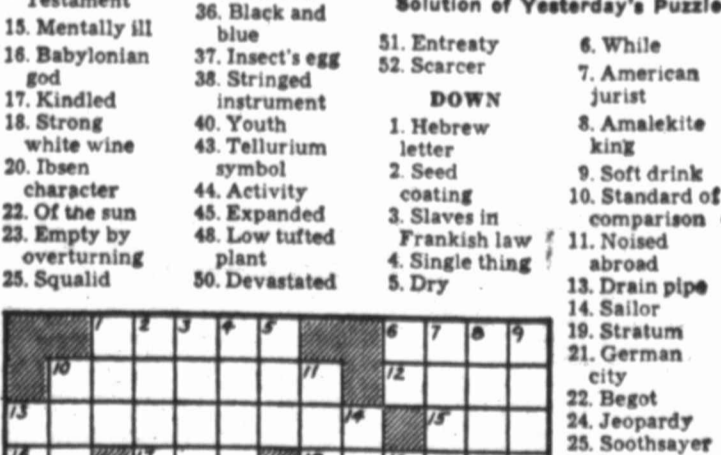 Testament
15. Mentally ill
16. Babylonian
god
17. Kindled
18. Strong
white wine
20. Ibsen
character
22. Of the sun
23. Empty by
overturning
25. Squalid
36. Black and
blue
37. Insect's egg
38. Stringed
instrument
40. Youth
43. Tellurium
symbol
44. Activity
45. Expanded
48. Low tufted
plant
50. Devastated
Solution of Yesterday's Puzzle
51. Entreaty
52. Scarcer
DOWN
1. Hebrew
letter
2. Seed
coating
3. Slaves in
Frankish law
4. Single thing
5. Dry
6. While
7. American
jurist
8. Amalekite
king
9. Soft drink
10. Standard of
comparison
11. Noised
abroad
13. Drain pipe
14. Sailor
19. Stratum
21. German
city
22. Begot
24. Jeopardy
25. Soothsayer
1 2 3 4 5 6 7 8 9
10 11 12
13 14 15